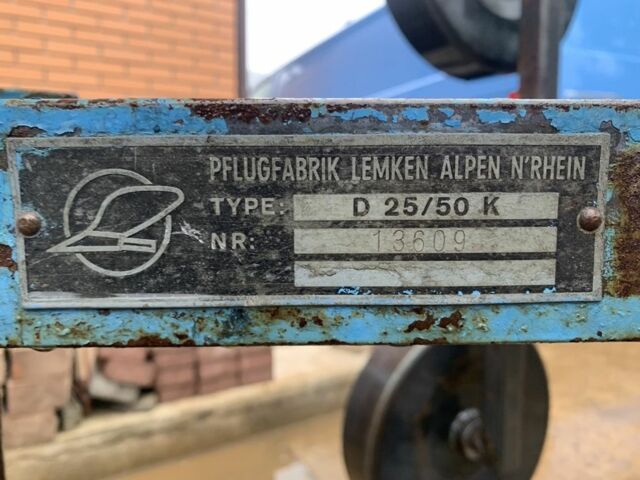 PFLUGFABRIK LEMKEN ALPEN N'RHEIN
TYPE: D 25/50 K
NR: 13609